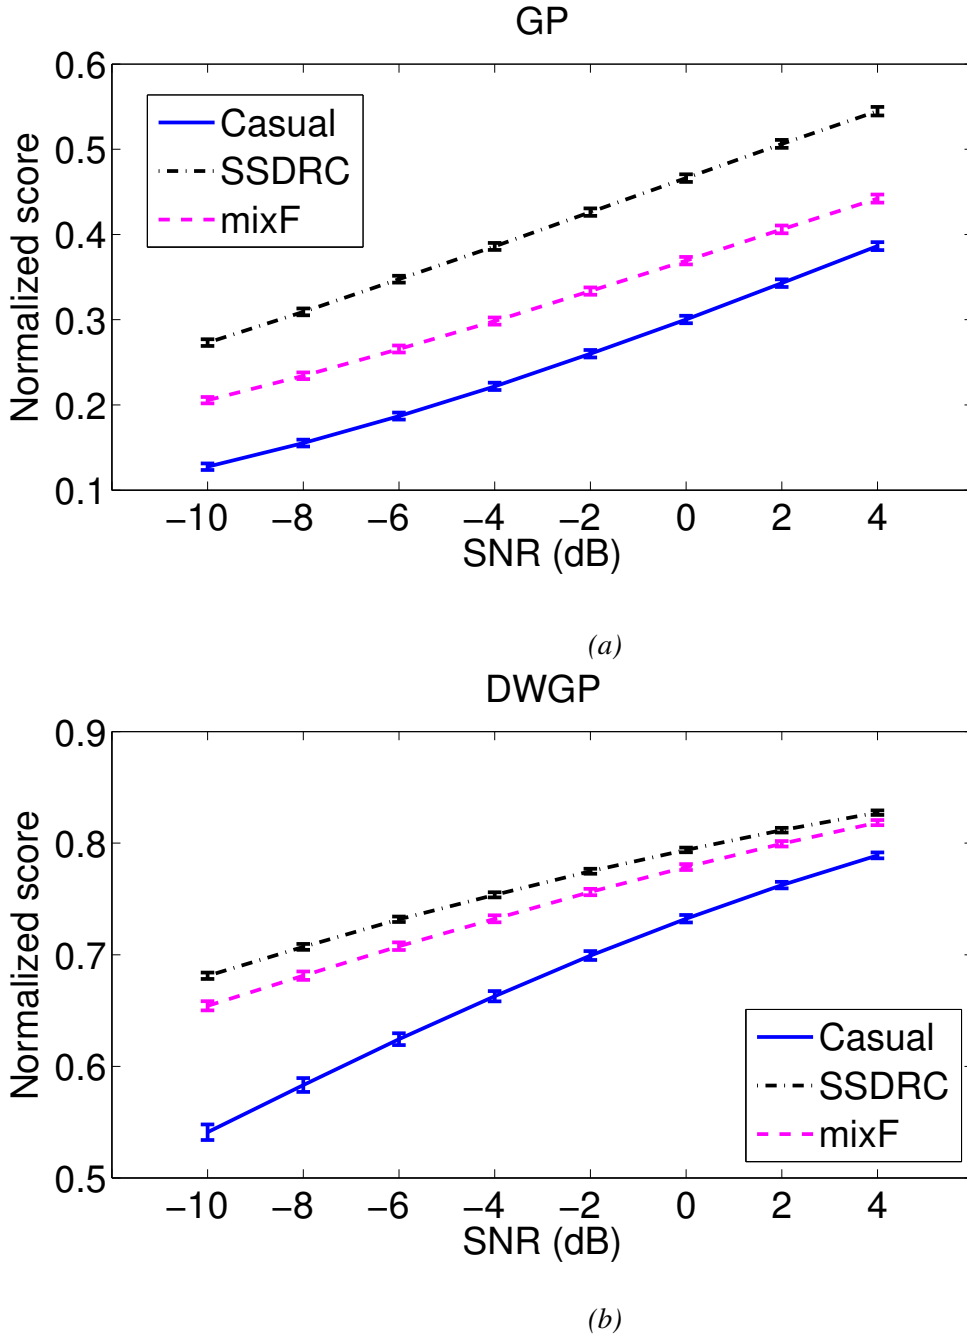 GP
0.6
0.5
0.4
0.3
0.2
0.1
Normalized score
Casual
SSDRC
mixF
−10 −8 −6 −4 −2 0 2 4
SNR (dB)
(a)
DWGP
0.9
0.8
0.7
0.6
0.5
Normalized score
Casual
SSDRC
mixF
−10 −8 −6 −4 −2 0 2 4
SNR (dB)
(b)